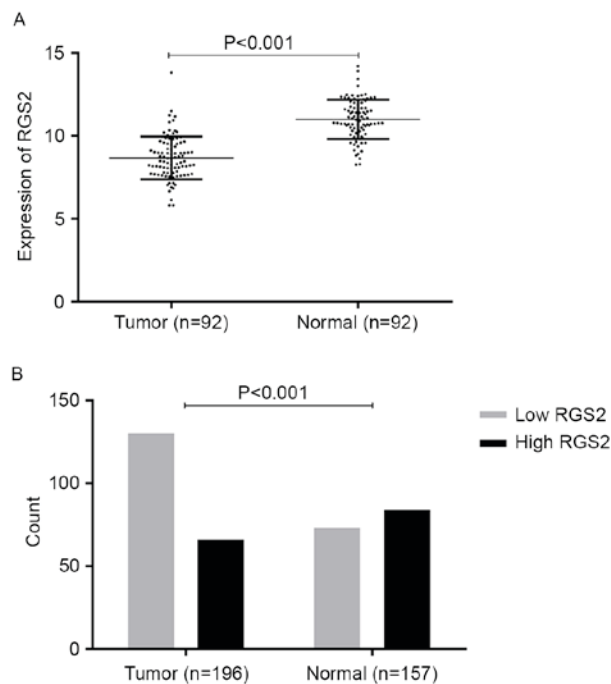 A
P<0.001
15
10
5
0
Expression of RGS2
Tumor (n=92)
Normal (n=92)
B
P<0.001
150
100
50
0
Count
Low RGS2
High RGS2
Tumor (n=196)
Normal (n=157)